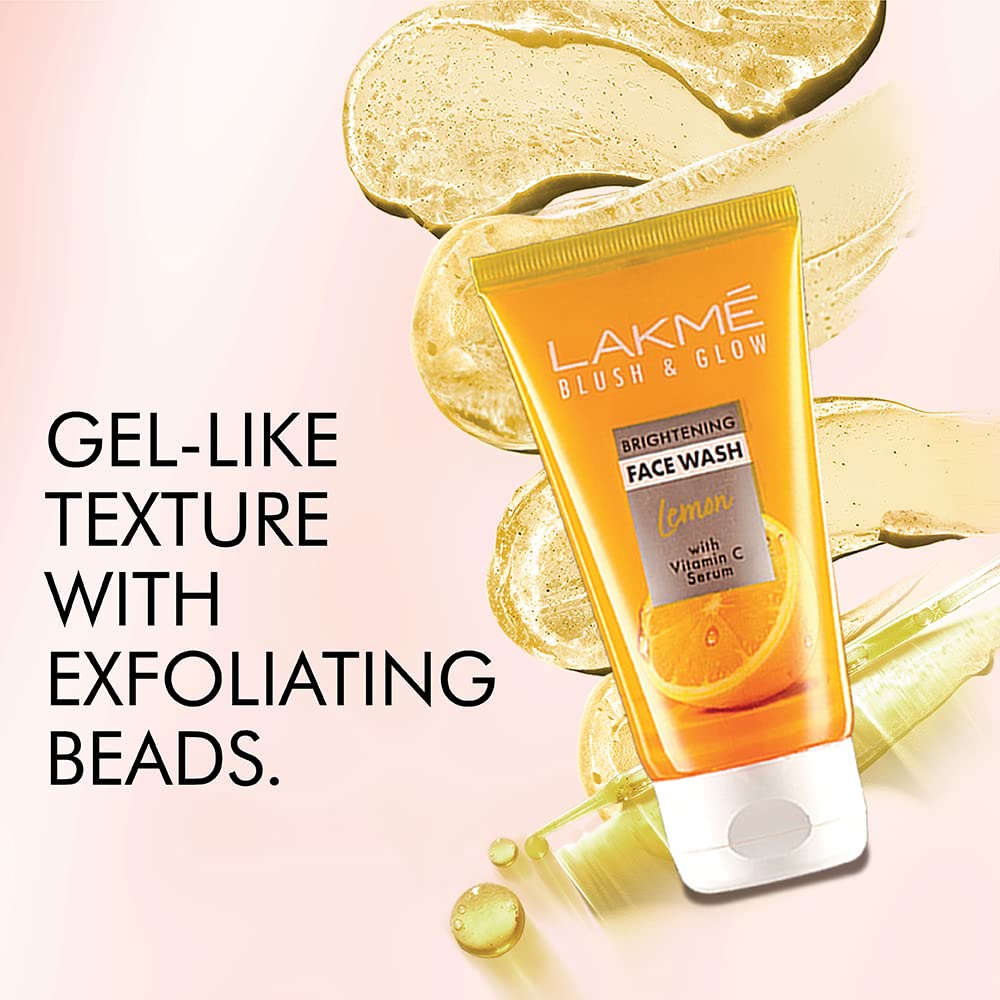 GEL-LIKE
TEXTURE
WITH
EXFOLIATING
BEADS.
LAKMÉ
BLUSH & GLOW
BRIGHTENING
FACE WASH
Lemon
with
Vitamin C
Serum